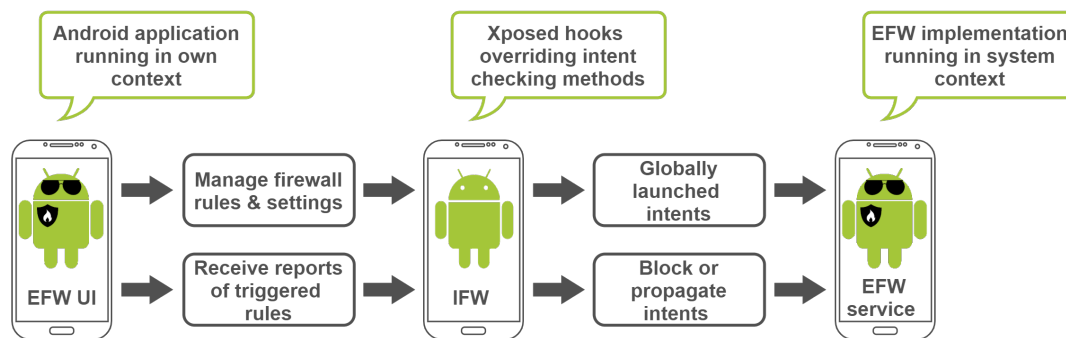 Android application
running in own
context
Xposed hooks
overriding intent
checking methods
EFW implementation
running in system
context
Manage firewall
rules & settings
Globally
launched
intents
Receive reports
of triggered
rules
Block or
propagate
intents
EFW UI
IFW
EFW
service